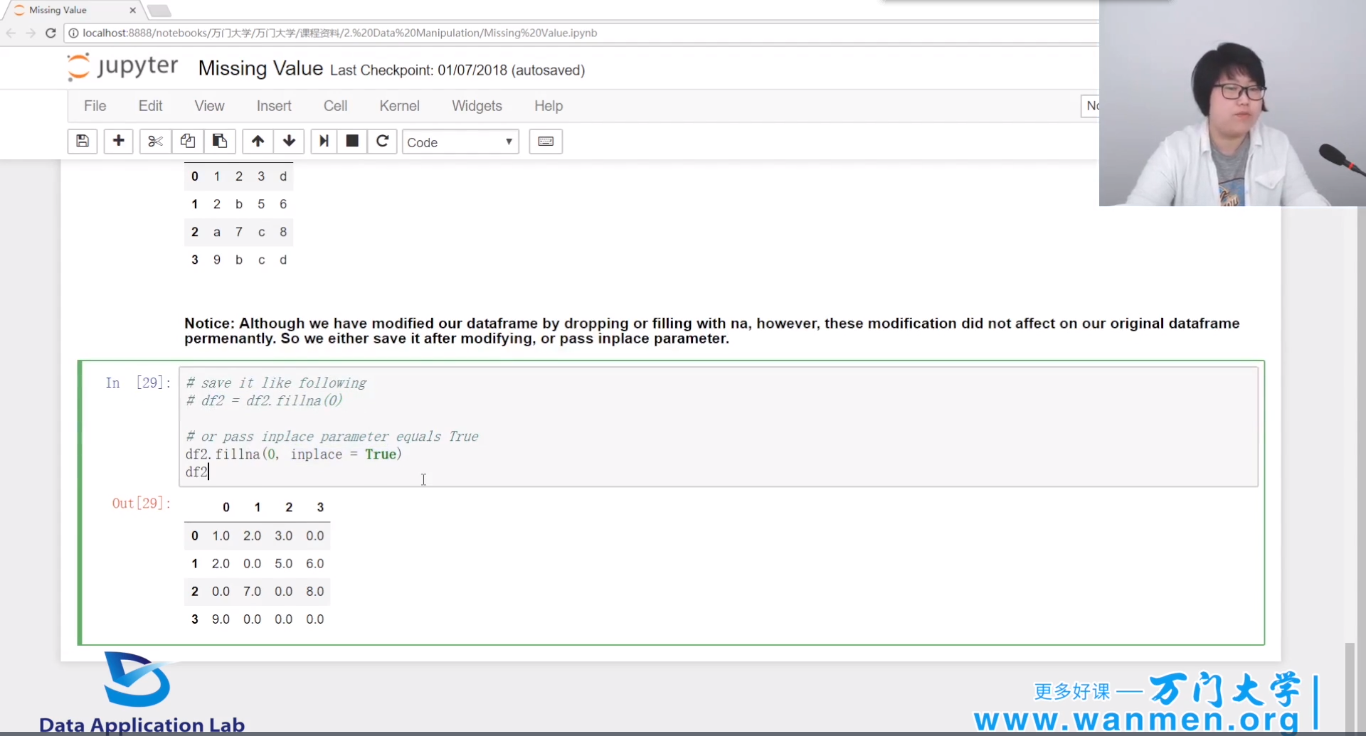 Missing Value
localhost:8888/notebooks/万门大学/万门大学/课程资料/2.%20Data%20Manipulation/Missing%20Value.ipynb
jupyter Missing Value Last Checkpoint: 01/07/2018 (autosaved)
File Edit View Insert Cell Kernel Widgets Help
Code
0 1 2 3 d
1 2 b 5 6
2 a 7 c 8
3 9 b c d
Notice: Although we have modified our dataframe by dropping or filling with na, however, these modification did not affect on our original dataframe
permenantly. So we either save it after modifying, or pass inplace parameter.
In [29]:
# save it like following
# df2 = df2.fillna(0)
# or pass inplace parameter equals True
df2.fillna(0, inplace = True)
df2
Out[29]:
0 1 2 3
0 1.0 2.0 3.0 0.0
1 2.0 0.0 5.0 6.0
2 0.0 7.0 0.0 8.0
3 9.0 0.0 0.0 0.0
Data Application Lab
更多好课 — 万门大学
www.wanmen.org